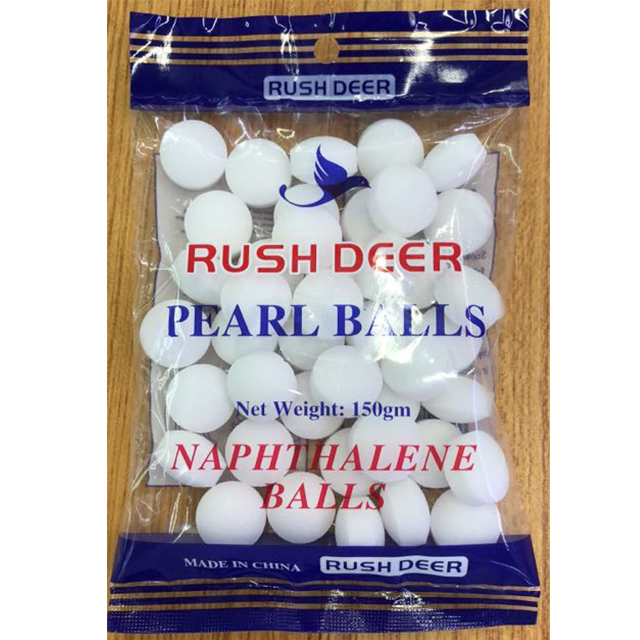 RUSH DEER
RUSH DEER
PEARL BALLS
Net Weight: 150gm
NAPHTHALENE
BALLS
MADE IN CHINA
RUSH DEER